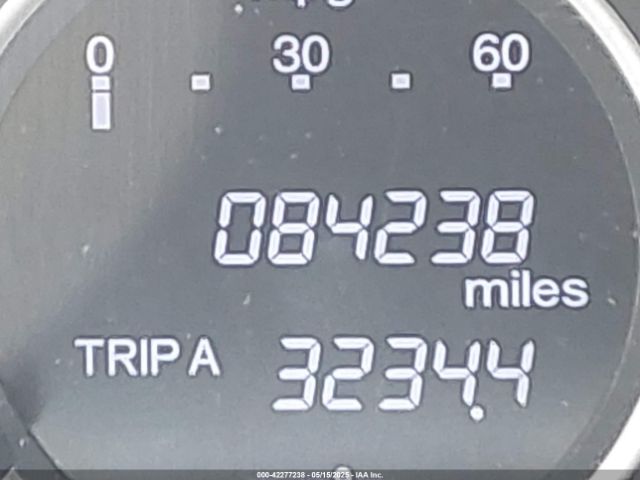 0 30 60
084238
miles
TRIP A 3234.4
000-42277238 - 05/15/2025 - IAA Inc.